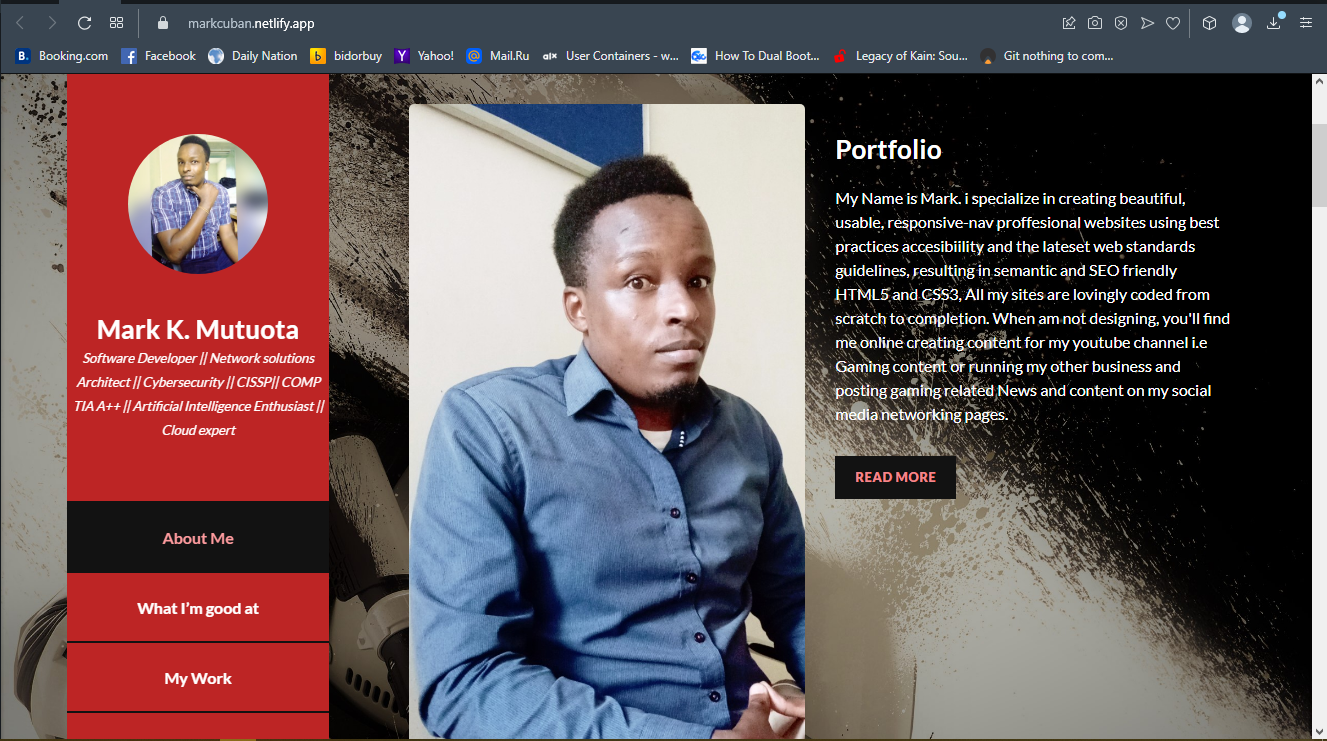 markcuban.netlify.app
B. Booking.com f Facebook Daily Nation b bidorbuy Y Yahoo! @ Mail.Ru alx User Containers - w... How To Dual Boot... Legacy of Kain: Sou... Git nothing to com...
Mark K. Mutuota
Software Developer || Network solutions
Architect || Cybersecurity || CISSP|| COMP
TIA A++ || Artificial Intelligence Enthusiast ||
Cloud expert
About Me
What I'm good at
My Work
Portfolio
My Name is Mark. i specialize in creating beautiful,
usable, responsive-nav proffesional websites using best
practices accesibiility and the lateset web standards
guidelines, resulting in semantic and SEO friendly
HTML5 and CSS3, All my sites are lovingly coded from
scratch to completion. When am not designing, you'll find
me online creating content for my youtube channel i.e
Gaming content or running my other business and
posting gaming related News and content on my social
media networking pages.
READ MORE